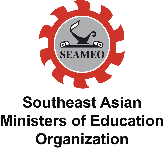 SEAMEO
Southeast Asian
Ministers of Education
Organization